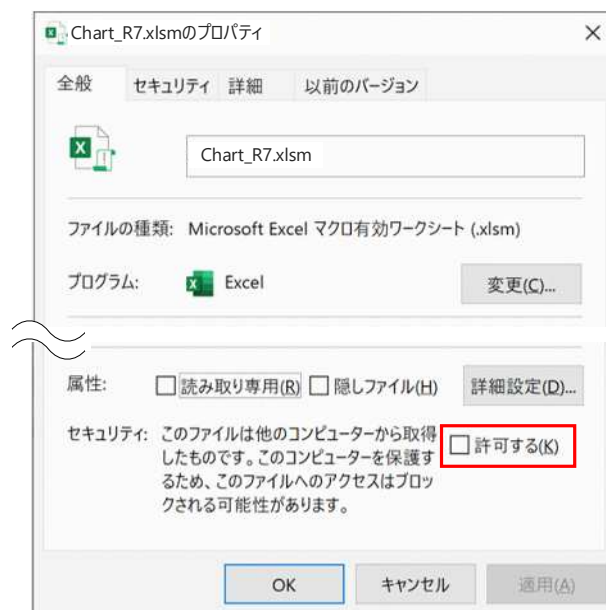 Chart_R7.xlsmのプロパティ
全般 セキュリティ 詳細 以前のバージョン
Chart_R7.xlsm
ファイルの種類: Microsoft Excel マクロ有効ワークシート (.xlsm)
プログラム: Excel 変更(C)...
属性: 読み取り専用(R) 隠しファイル(H) 詳細設定(D)...
セキュリティ: このファイルは他のコンピューターから取得
したものです。このコンピューターを保護す
るため、このファイルへのアクセスはブロッ
クされる可能性があります。
許可する(K)
OK キャンセル 適用(A)